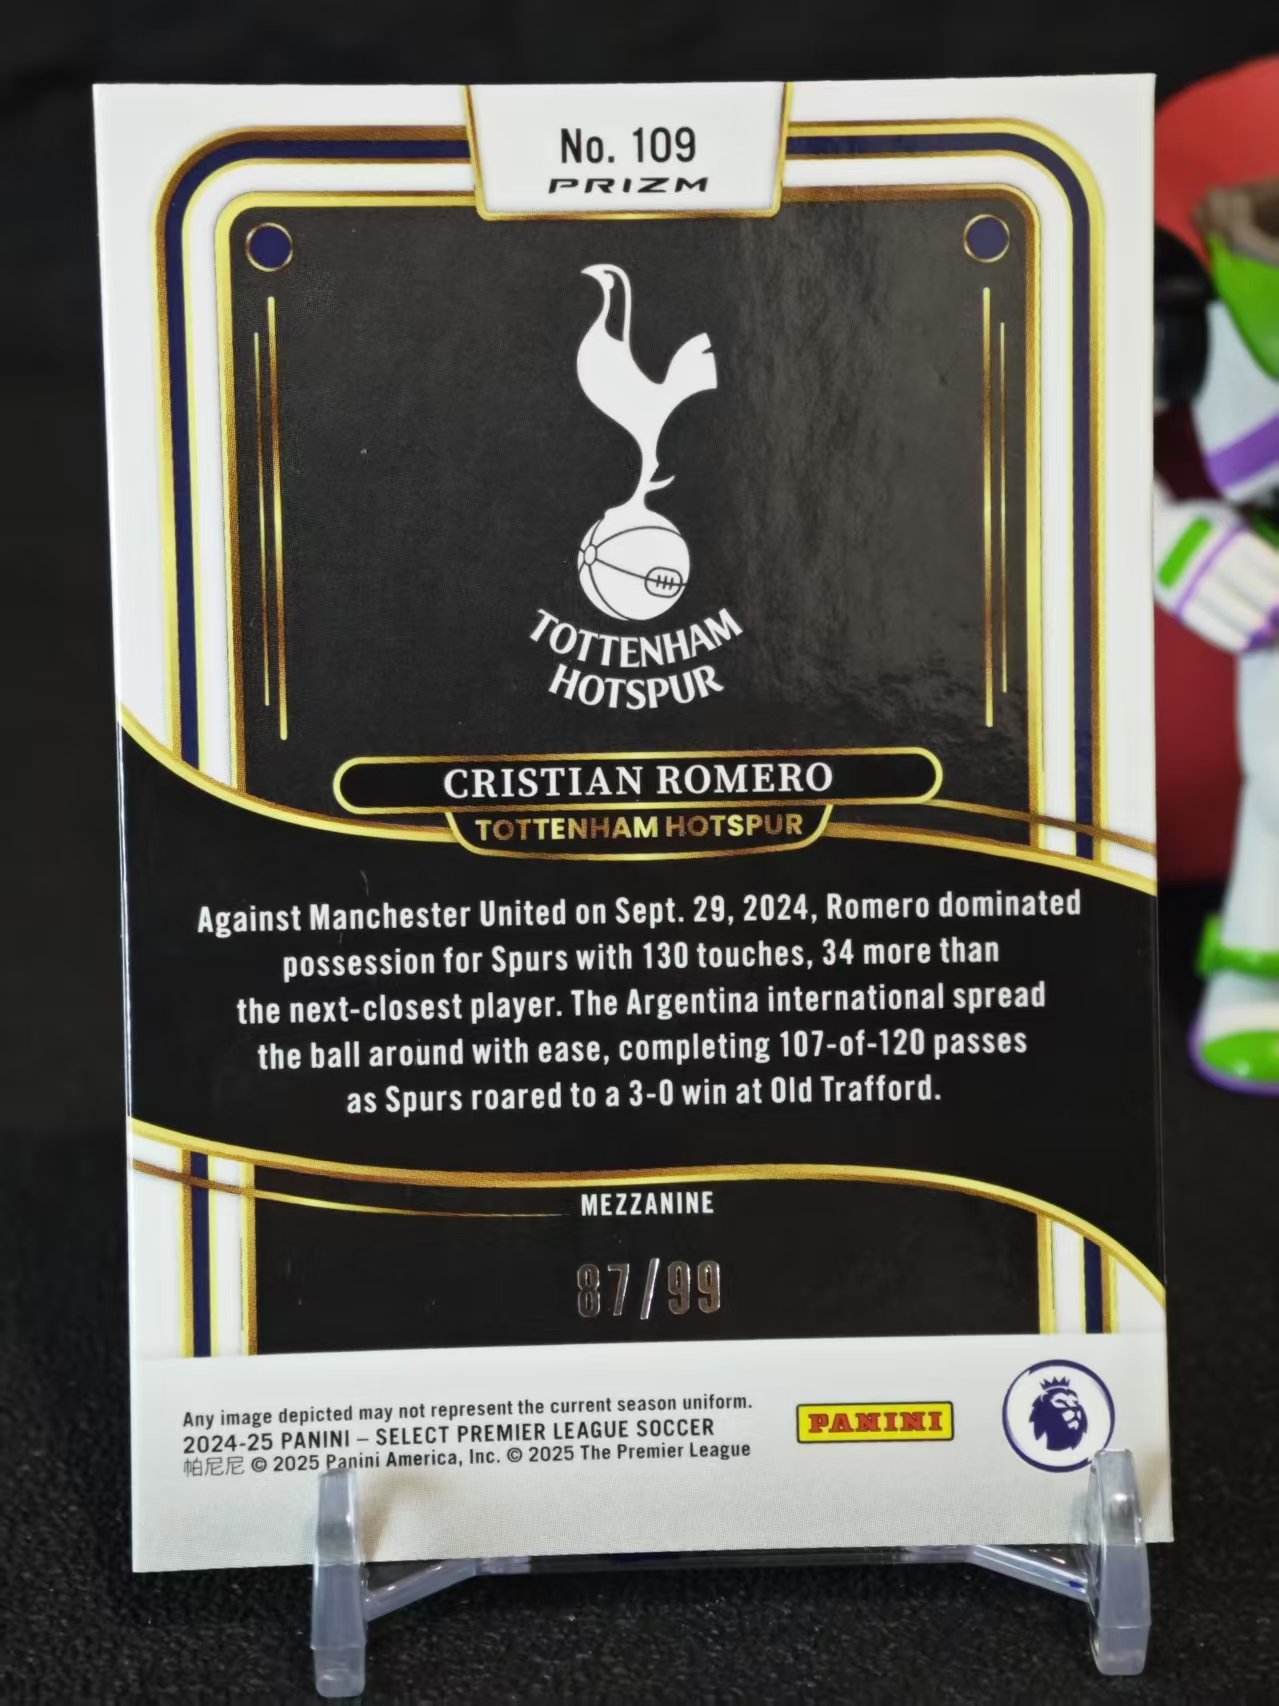 No. 109
PRIZM
TOTTENHAM
HOTSPUR
CRISTIAN ROMERO
TOTTENHAM HOTSPUR
Against Manchester United on Sept. 29, 2024, Romero dominated
possession for Spurs with 130 touches, 34 more than
the next-closest player. The Argentina international spread
the ball around with ease, completing 107-of-120 passes
as Spurs roared to a 3-0 win at Old Trafford.
MEZZANINE
87/99
Any image depicted may not represent the current season uniform.
2024-25 PANINI – SELECT PREMIER LEAGUE SOCCER
帕尼尼 © 2025 Panini America, Inc. © 2025 The Premier League
PANINI